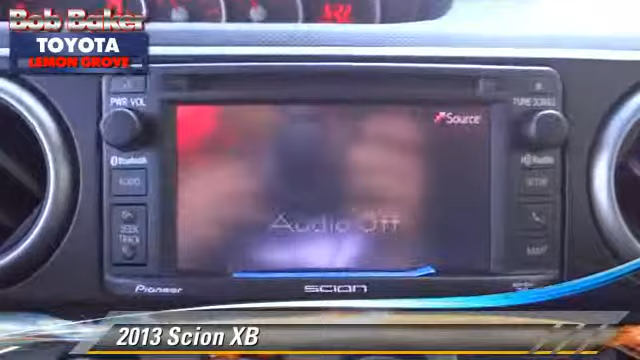 Bob Baker
TOYOTA
LEMON GROVE
PWR VOL
TUNE SCROLL
Source
Bluetooth
HD Radio
AUDIO
SETUP
SEEK
TRACK
Audio Off
MAP
Pioneer
SCION
2013 Scion XB